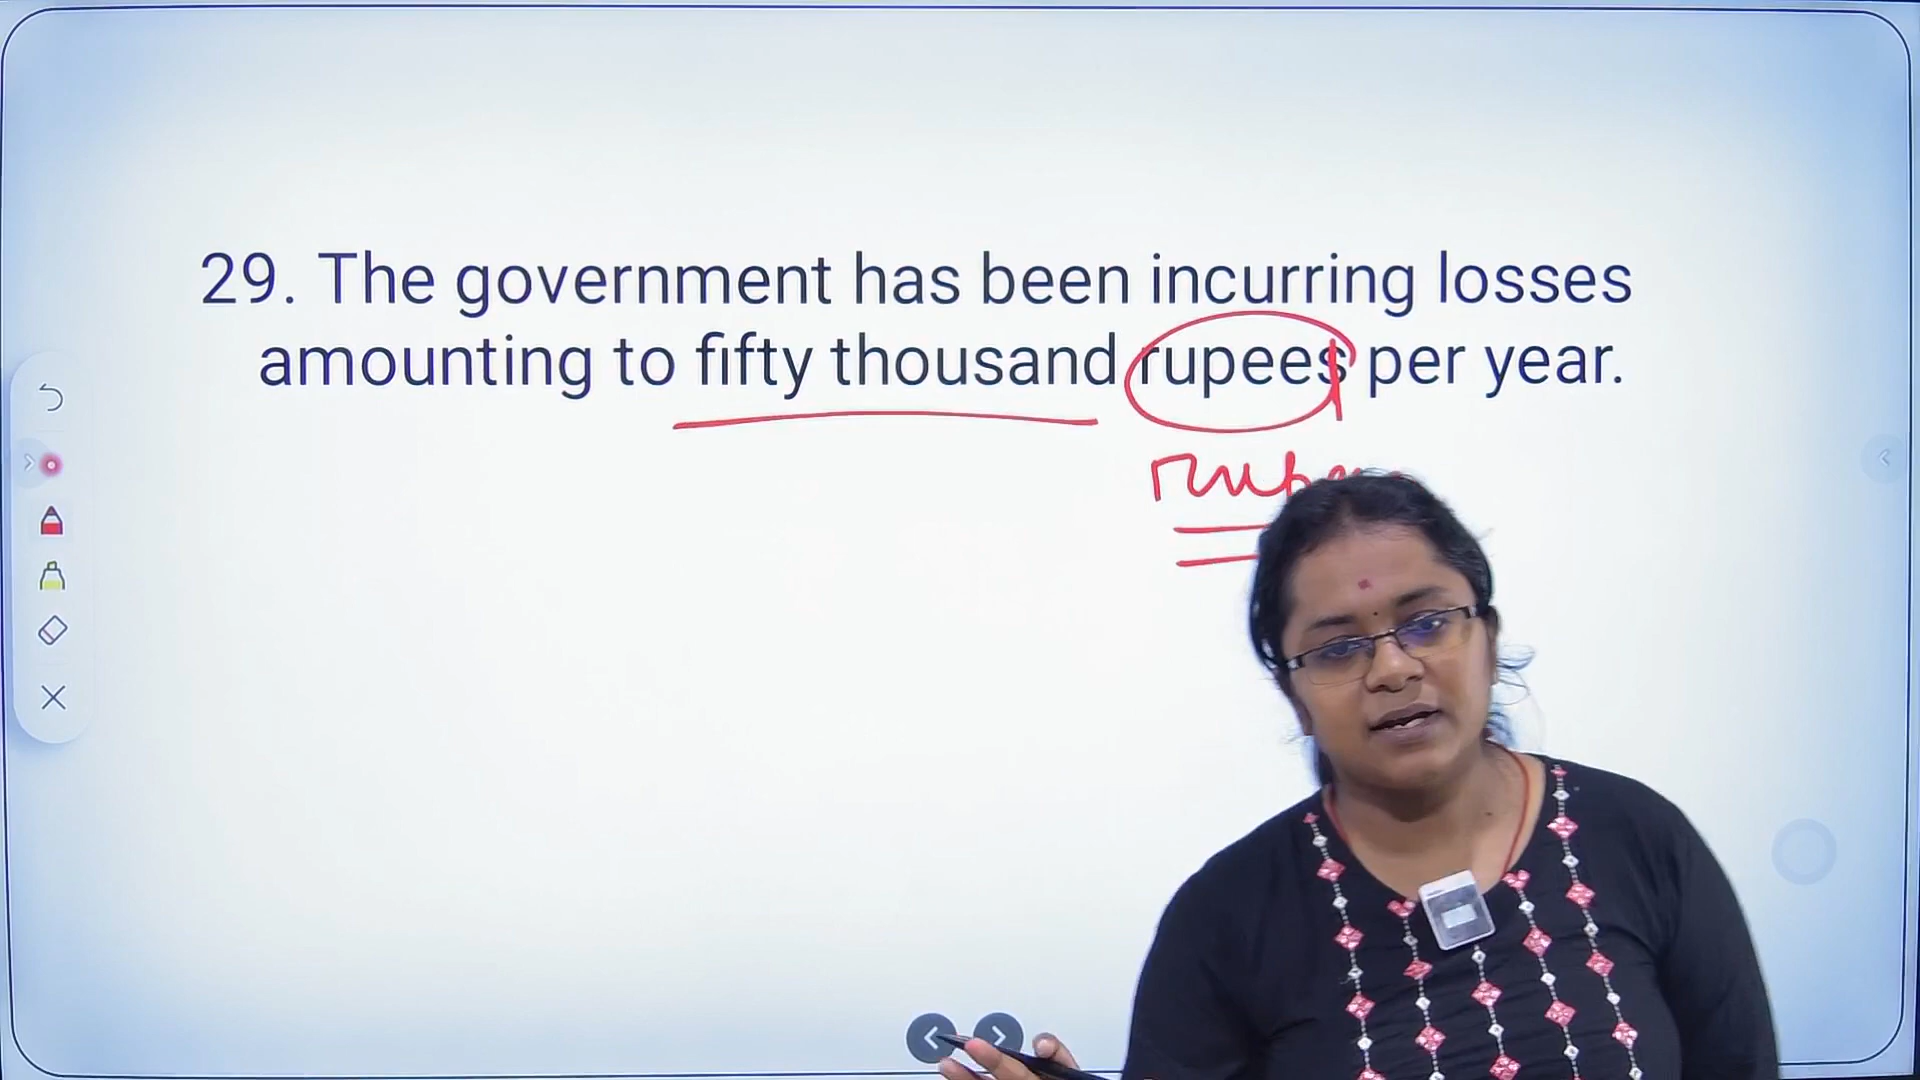 29. The government has been incurring losses
amounting to fifty thousand rupees per year.